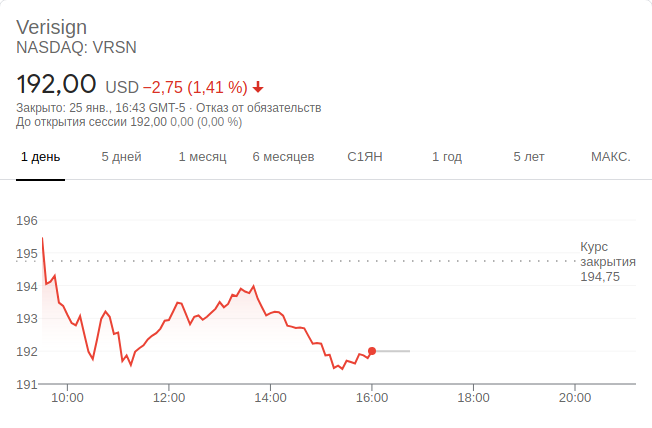 Verisign
NASDAQ: VRSN
192,00 USD −2,75 (1,41 %)
Закрыто: 25 янв., 16:43 GMT-5 · Отказ от обязательств
До открытия сессии 192,00 0,00 (0,00 %)
1 день 5 дней 1 месяц 6 месяцев С1ЯН 1 год 5 лет МАКС.
196
195
194
193
192
191
Курс
закрытия
194,75
10:00 12:00 14:00 16:00 18:00 20:00